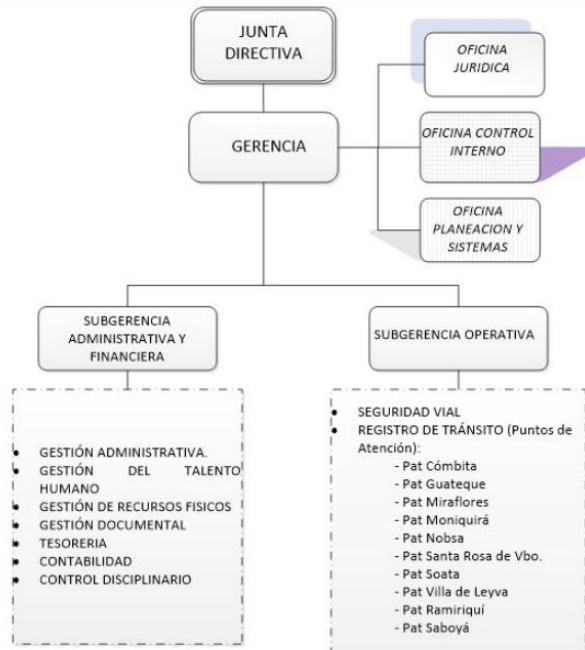 JUNTA
DIRECTIVA
GERENCIA
OFICINA
JURIDICA
OFICINA CONTROL
INTERNO
OFICINA
PLANEACION Y
SISTEMAS
SUBGERENCIA
ADMINISTRATIVA Y
FINANCIERA
• GESTIÓN ADMINISTRATIVA.
• GESTIÓN DEL TALENTO
HUMANO
• GESTIÓN DE RECURSOS FISICOS
• GESTIÓN DOCUMENTAL
• TESORERIA
• CONTABILIDAD
• CONTROL DISCIPLINARIO
SUBGERENCIA OPERATIVA
• SEGURIDAD VIAL
• REGISTRO DE TRÁNSITO (Puntos de
Atención):
- Pat Cómbita
- Pat Guateque
- Pat Miraflores
- Pat Moniquirá
- Pat Nobsa
- Pat Santa Rosa de Vbo.
- Pat Soata
- Pat Villa de Leyva
- Pat Ramiriquí
- Pat Saboyá